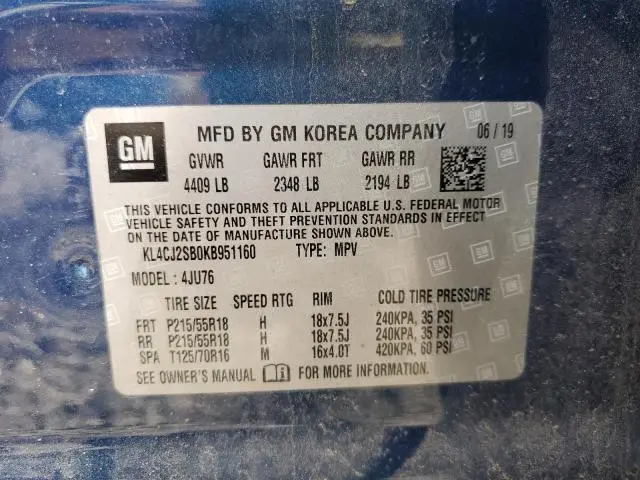 GM MFD BY GM KOREA COMPANY 06 / 19
GVWR GAWR FRT GAWR RR
4409 LB 2348 LB 2194 LB
THIS VEHICLE CONFORMS TO ALL APPLICABLE U.S. FEDERAL MOTOR
VEHICLE SAFETY AND THEFT PREVENTION STANDARDS IN EFFECT
ON THE DATE OF MANUFACTURE SHOWN ABOVE.
KL4CJ2SB0KB951160 TYPE: MPV
MODEL : 4JU76
TIRE SIZE SPEED RTG RIM COLD TIRE PRESSURE
FRT P215/55R18 H 18x7.5J 240KPA, 35 PSI
RR P215/55R18 H 18x7.5J 240KPA, 35 PSI
SPA T125/70R16 M 16x4.0T 420KPA, 60 PSI
SEE OWNER'S MANUAL FOR MORE INFORMATION.